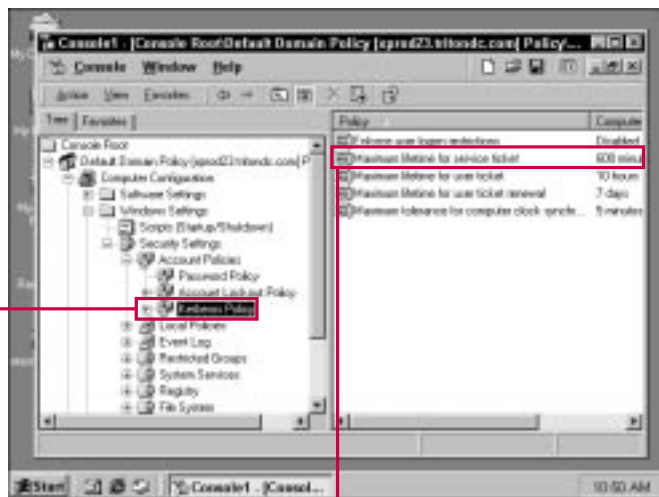 Console1 - [Console Root\Default Domain Policy [xprod23.tritondc.com] Policy\...
Console Window Help
Action View Favorites
Tree Favorites
Console Root
Default Domain Policy [xprod23.tritondc.com] P
Computer Configuration
Software Settings
Windows Settings
Scripts (Startup/Shutdown)
Security Settings
Account Policies
Password Policy
Account Lockout Policy
Kerberos Policy
Local Policies
Event Log
Restricted Groups
System Services
Registry
File System
Policy Computer
Enforce user logon restrictions Disabled
Maximum lifetime for service ticket 600 minut
Maximum lifetime for user ticket 10 hours
Maximum lifetime for user ticket renewal 7 days
Maximum tolerance for computer clock synchr... 5 minutes
Start Console1 - [Consol... 10:50 AM